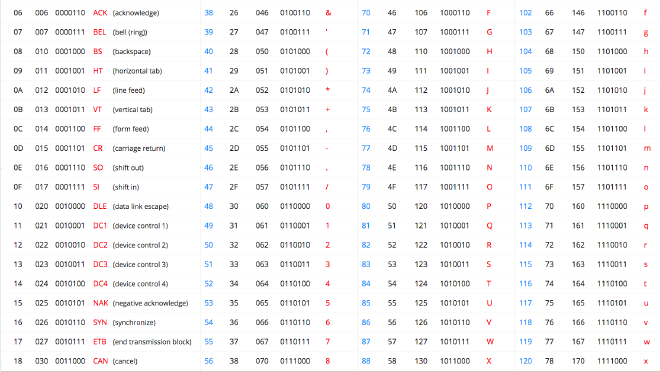 06 006 0000110 ACK (acknowledge) 38 26 046 0100110 & 70 46 106 1000110 F 102 66 146 1100110 f
07 007 0000111 BEL (bell (ring)) 39 27 047 0100111 ' 71 47 107 1000111 G 103 67 147 1100111 g
08 010 0001000 BS (backspace) 40 28 050 0101000 ( 72 48 110 1001000 H 104 68 150 1101000 h
09 011 0001001 HT (horizontal tab) 41 29 051 0101001 ) 73 49 111 1001001 I 105 69 151 1101001 i
0A 012 0001010 LF (line feed) 42 2A 052 0101010 * 74 4A 112 1001010 J 106 6A 152 1101010 j
0B 013 0001011 VT (vertical tab) 43 2B 053 0101011 + 75 4B 113 1001011 K 107 6B 153 1101011 k
0C 014 0001100 FF (form feed) 44 2C 054 0101100 , 76 4C 114 1001100 L 108 6C 154 1101100 l
0D 015 0001101 CR (carriage return) 45 2D 055 0101101 - 77 4D 115 1001101 M 109 6D 155 1101101 m
0E 016 0001110 SO (shift out) 46 2E 056 0101110 . 78 4E 116 1001110 N 110 6E 156 1101110 n
0F 017 0001111 SI (shift in) 47 2F 057 0101111 / 79 4F 117 1001111 O 111 6F 157 1101111 o
10 020 0010000 DLE (data link escape) 48 30 060 0110000 0 80 50 120 1010000 P 112 70 160 1110000 p
11 021 0010001 DC1 (device control 1) 49 31 061 0110001 1 81 51 121 1010001 Q 113 71 161 1110001 q
12 022 0010010 DC2 (device control 2) 50 32 062 0110010 2 82 52 122 1010010 R 114 72 162 1110010 r
13 023 0010011 DC3 (device control 3) 51 33 063 0110011 3 83 53 123 1010011 S 115 73 163 1110011 s
14 024 0010100 DC4 (device control 4) 52 34 064 0110100 4 84 54 124 1010100 T 116 74 164 1110100 t
15 025 0010101 NAK (negative acknowledge) 53 35 065 0110101 5 85 55 125 1010101 U 117 75 165 1110101 u
16 026 0010110 SYN (synchronize) 54 36 066 0110110 6 86 56 126 1010110 V 118 76 166 1110110 v
17 027 0010111 ETB (end transmission block) 55 37 067 0110111 7 87 57 127 1010111 W 119 77 167 1110111 w
18 030 0011000 CAN (cancel) 56 38 070 0111000 8 88 58 130 1011000 X 120 78 170 1111000 x